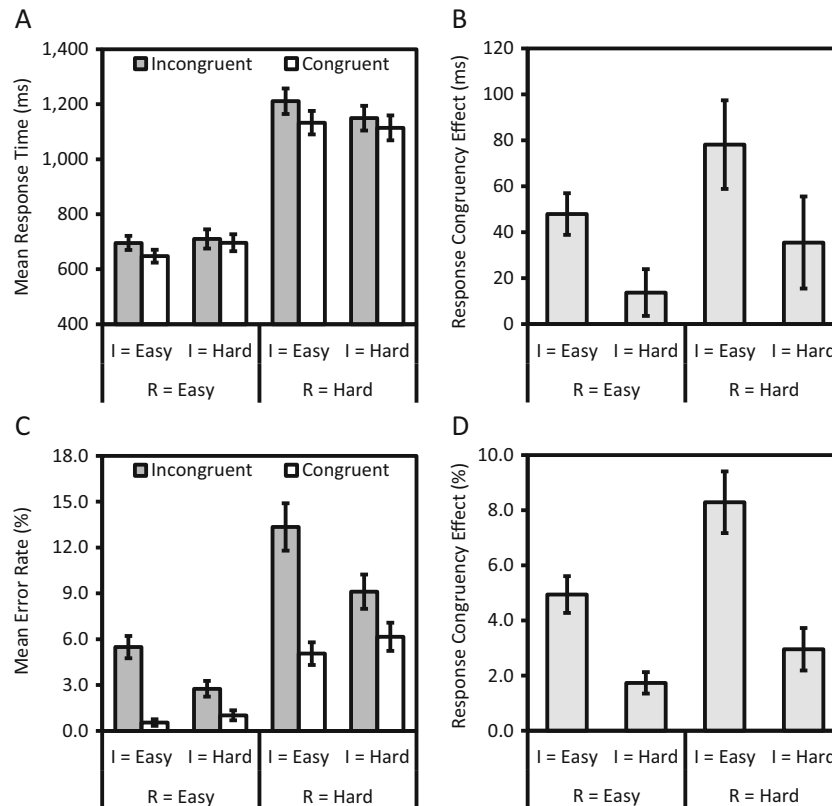 A
Mean Response Time (ms)
1,400
1,200
1,000
800
600
400
Incongruent Congruent
I = Easy I = Hard I = Easy I = Hard
R = Easy R = Hard
B
Response Congruency Effect (ms)
120
100
80
60
40
20
0
I = Easy I = Hard I = Easy I = Hard
R = Easy R = Hard
C
Mean Error Rate (%)
18.0
15.0
12.0
9.0
6.0
3.0
0.0
Incongruent Congruent
I = Easy I = Hard I = Easy I = Hard
R = Easy R = Hard
D
Response Congruency Effect (%)
10.0
8.0
6.0
4.0
2.0
0.0
I = Easy I = Hard I = Easy I = Hard
R = Easy R = Hard